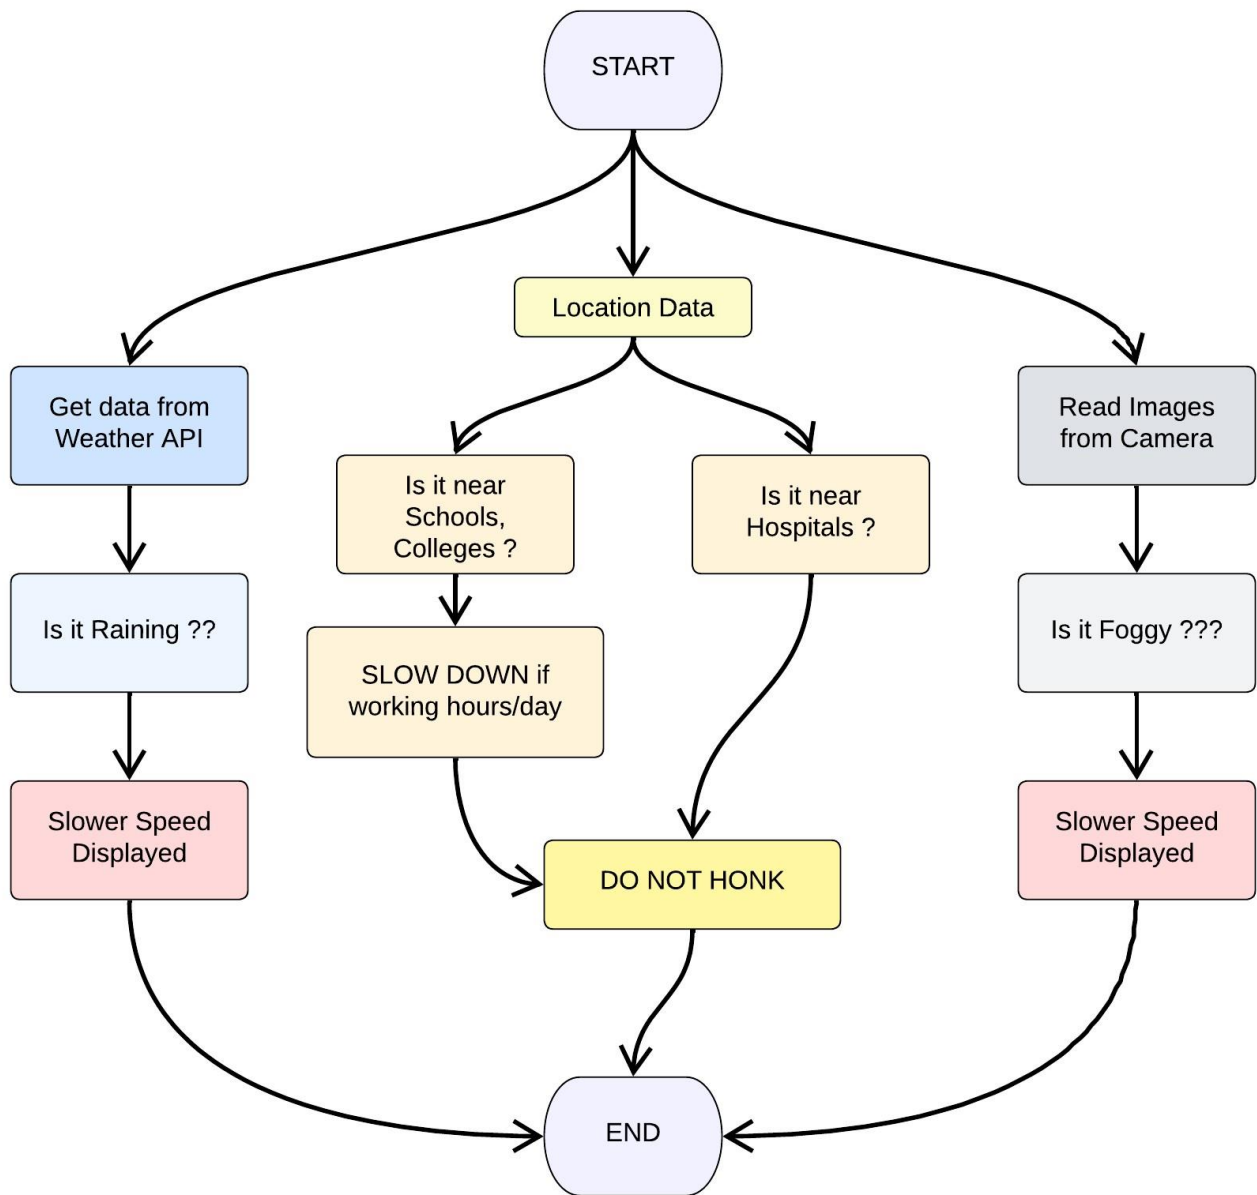 START
Location Data
Get data from
Weather API
Is it Raining ??
Slower Speed
Displayed
Is it near
Schools,
Colleges ?
SLOW DOWN if
working hours/day
Is it near
Hospitals ?
DO NOT HONK
Read Images
from Camera
Is it Foggy ???
Slower Speed
Displayed
END